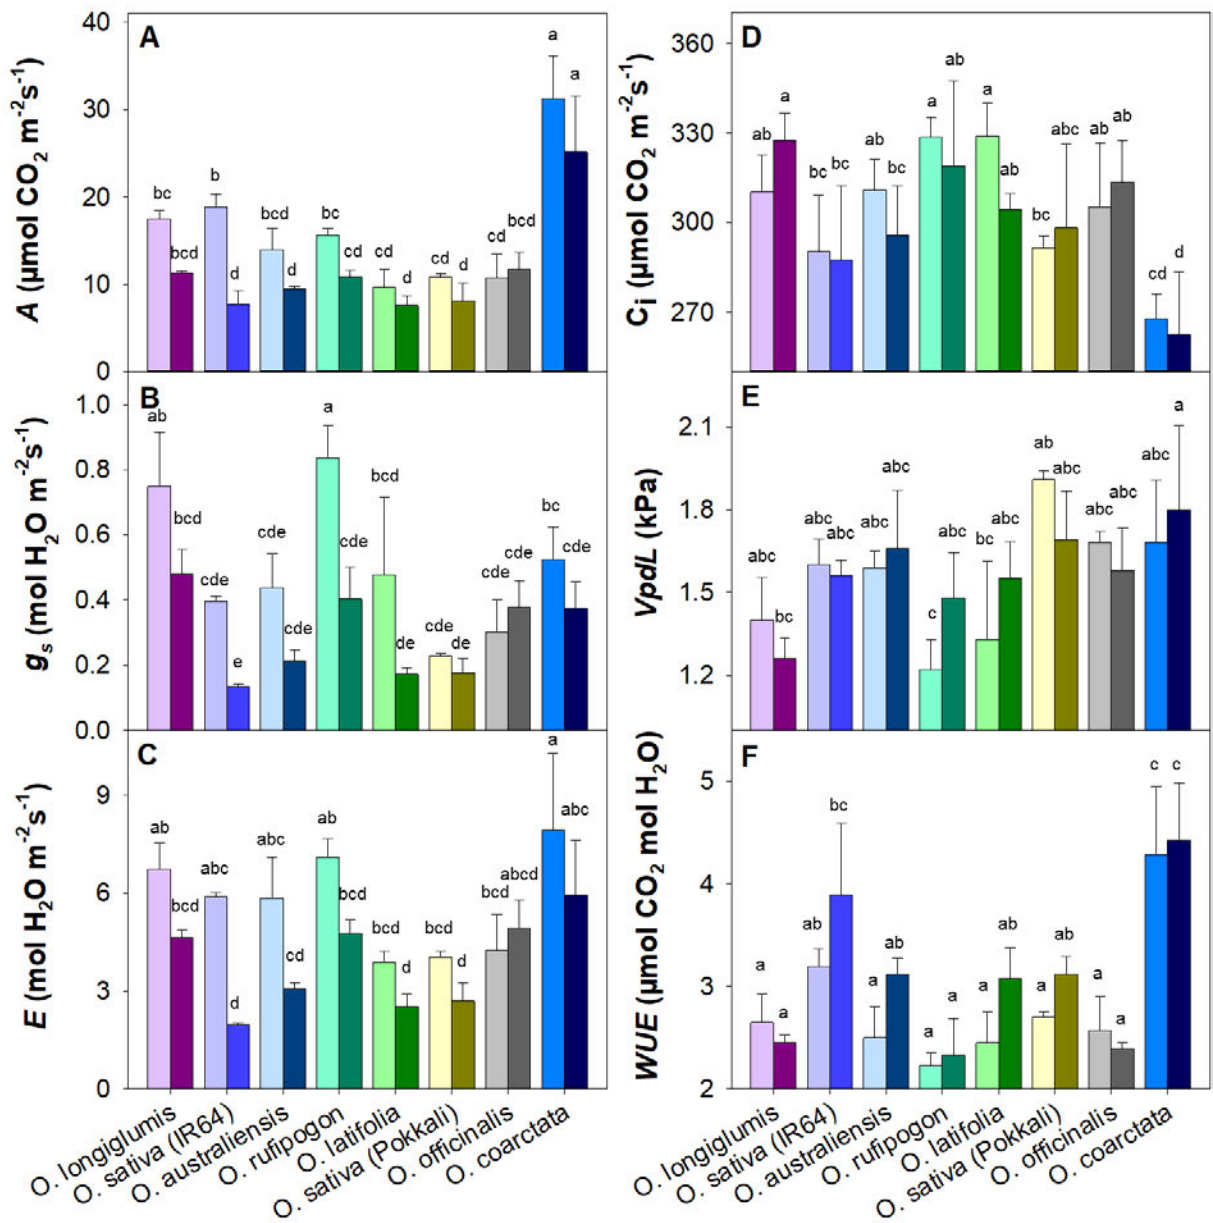 A
A (µmol CO2 m-2s-1)
40
30
20
10
0
bc
bcd
b
d
bcd
d
bc
cd
cd
d
cd
d
cd
bcd
a
a
B
gs (mol H2O m-2s-1)
1.0
0.8
0.6
0.4
0.2
0.0
ab
bcd
cde
e
cde
cde
a
cde
bcd
de
cde
de
cde
cde
bc
cde
C
E (mol H2O m-2s-1)
9
6
3
0
ab
bcd
abc
d
abc
cd
ab
bcd
bcd
d
bcd
d
bcd
abcd
a
abc
O. longiglumis
O. sativa (IR64)
O. australiensis
O. rufipogon
O. latifolia
O. sativa (Pokkali)
O. officinalis
O. coarctata
D
Ci (µmol CO2 m-2s-1)
360
330
300
270
ab
a
bc
bc
ab
bc
a
ab
a
ab
bc
abc
ab
ab
cd
d
E
VpdL (kPa)
2.1
1.8
1.5
1.2
abc
bc
abc
abc
abc
abc
c
abc
bc
abc
ab
abc
abc
abc
abc
a
F
WUE (µmol CO2 mol H2O)
5
4
3
2
a
a
ab
bc
a
ab
a
a
a
ab
a
ab
a
a
c
c
O. longiglumis
O. sativa (IR64)
O. australiensis
O. rufipogon
O. latifolia
O. sativa (Pokkali)
O. officinalis
O. coarctata